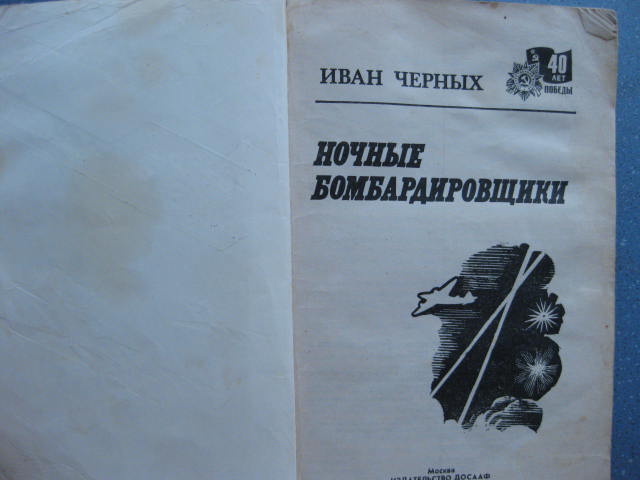 ИВАН ЧЕРНЫХ
40
ЛЕТ
ПОБЕДЫ
НОЧНЫЕ
БОМБАРДИРОВЩИКИ
Москва
ИЗДАТЕЛЬСТВО ДОСААФ